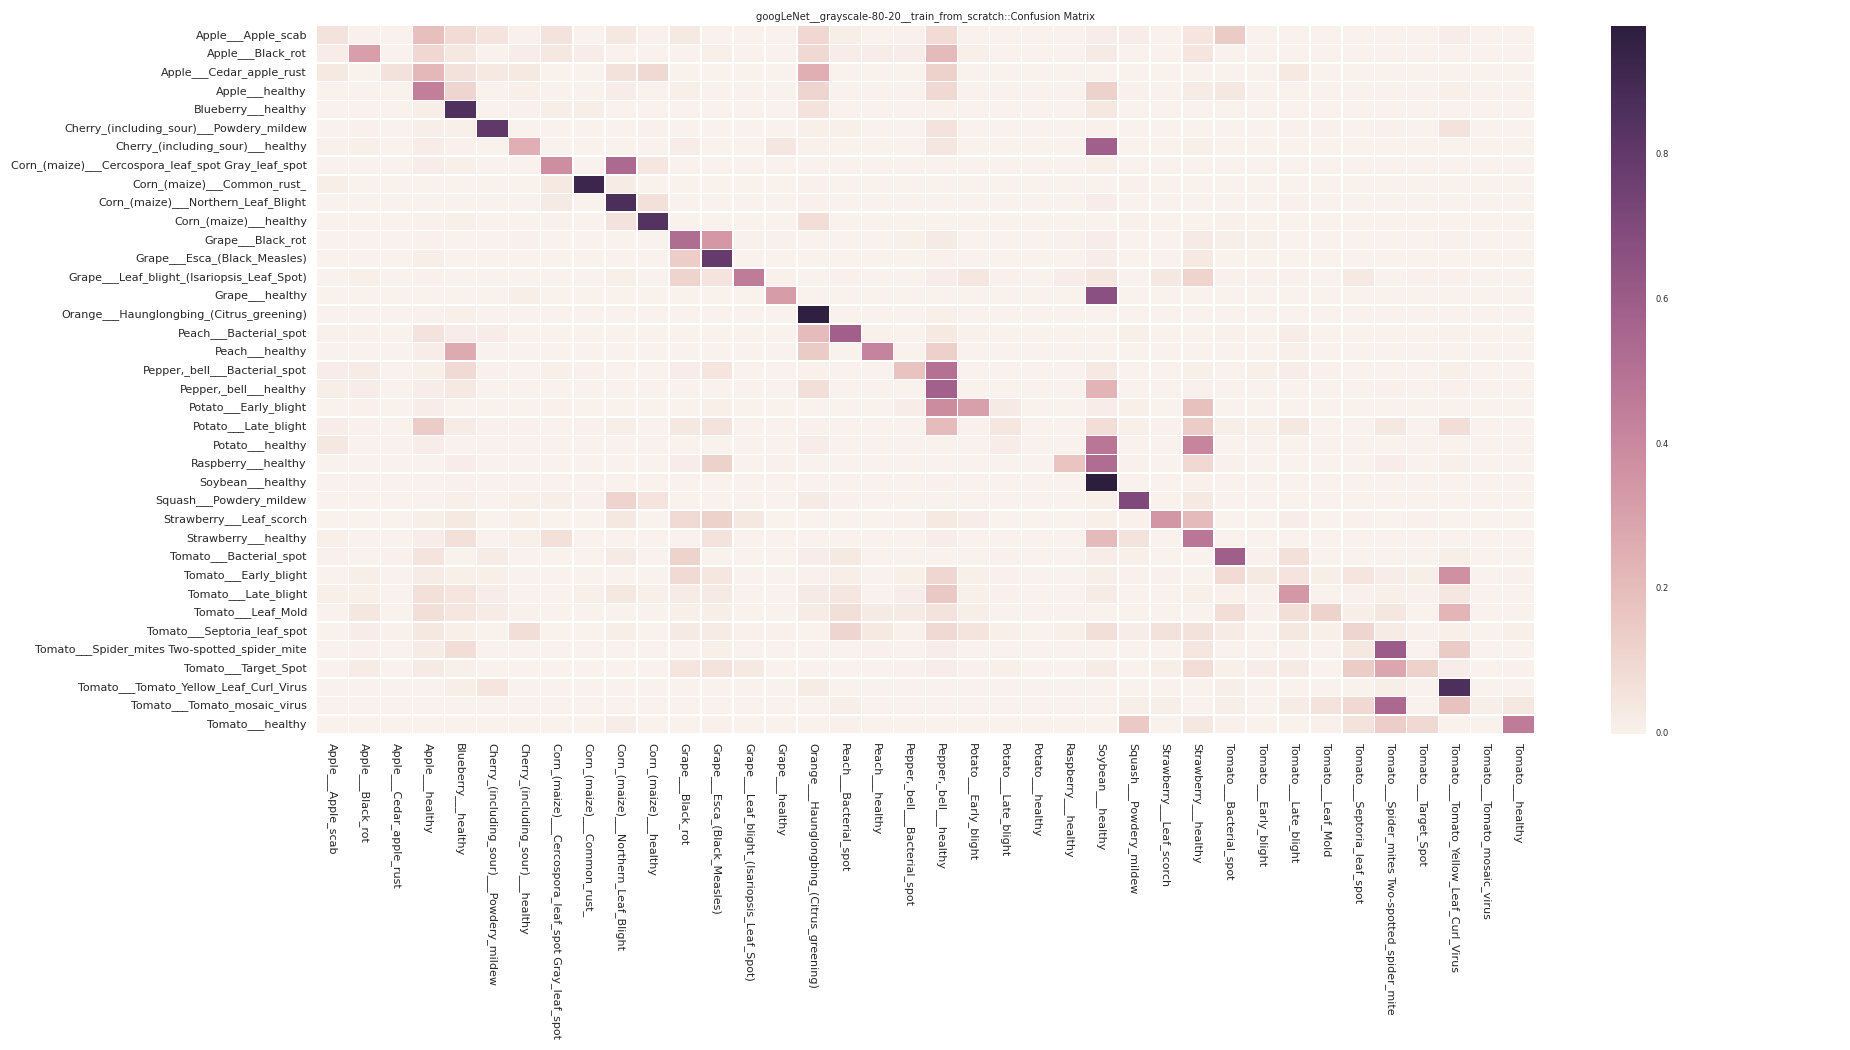 googLeNet__grayscale-80-20__train_from_scratch::Confusion Matrix
Apple___Apple_scab
Apple___Black_rot
Apple___Cedar_apple_rust
Apple___healthy
Blueberry___healthy
Cherry_(including_sour)___Powdery_mildew
Cherry_(including_sour)___healthy
Corn_(maize)___Cercospora_leaf_spot Gray_leaf_spot
Corn_(maize)___Common_rust_
Corn_(maize)___Northern_Leaf_Blight
Corn_(maize)___healthy
Grape___Black_rot
Grape___Esca_(Black_Measles)
Grape___Leaf_blight_(Isariopsis_Leaf_Spot)
Grape___healthy
Orange___Haunglongbing_(Citrus_greening)
Peach___Bacterial_spot
Peach___healthy
Pepper,_bell___Bacterial_spot
Pepper,_bell___healthy
Potato___Early_blight
Potato___Late_blight
Potato___healthy
Raspberry___healthy
Soybean___healthy
Squash___Powdery_mildew
Strawberry___Leaf_scorch
Strawberry___healthy
Tomato___Bacterial_spot
Tomato___Early_blight
Tomato___Late_blight
Tomato___Leaf_Mold
Tomato___Septoria_leaf_spot
Tomato___Spider_mites Two-spotted_spider_mite
Tomato___Target_Spot
Tomato___Tomato_Yellow_Leaf_Curl_Virus
Tomato___Tomato_mosaic_virus
Tomato___healthy
Apple___Apple_scab
Apple___Black_rot
Apple___Cedar_apple_rust
Apple___healthy
Blueberry___healthy
Cherry_(including_sour)___Powdery_mildew
Cherry_(including_sour)___healthy
Corn_(maize)___Cercospora_leaf_spot Gray_leaf_spot
Corn_(maize)___Common_rust_
Corn_(maize)___Northern_Leaf_Blight
Corn_(maize)___healthy
Grape___Black_rot
Grape___Esca_(Black_Measles)
Grape___Leaf_blight_(Isariopsis_Leaf_Spot)
Grape___healthy
Orange___Haunglongbing_(Citrus_greening)
Peach___Bacterial_spot
Peach___healthy
Pepper,_bell___Bacterial_spot
Pepper,_bell___healthy
Potato___Early_blight
Potato___Late_blight
Potato___healthy
Raspberry___healthy
Soybean___healthy
Squash___Powdery_mildew
Strawberry___Leaf_scorch
Strawberry___healthy
Tomato___Bacterial_spot
Tomato___Early_blight
Tomato___Late_blight
Tomato___Leaf_Mold
Tomato___Septoria_leaf_spot
Tomato___Spider_mites Two-spotted_spider_mite
Tomato___Target_Spot
Tomato___Tomato_Yellow_Leaf_Curl_Virus
Tomato___Tomato_mosaic_virus
Tomato___healthy
0.8
0.6
0.4
0.2
0.0